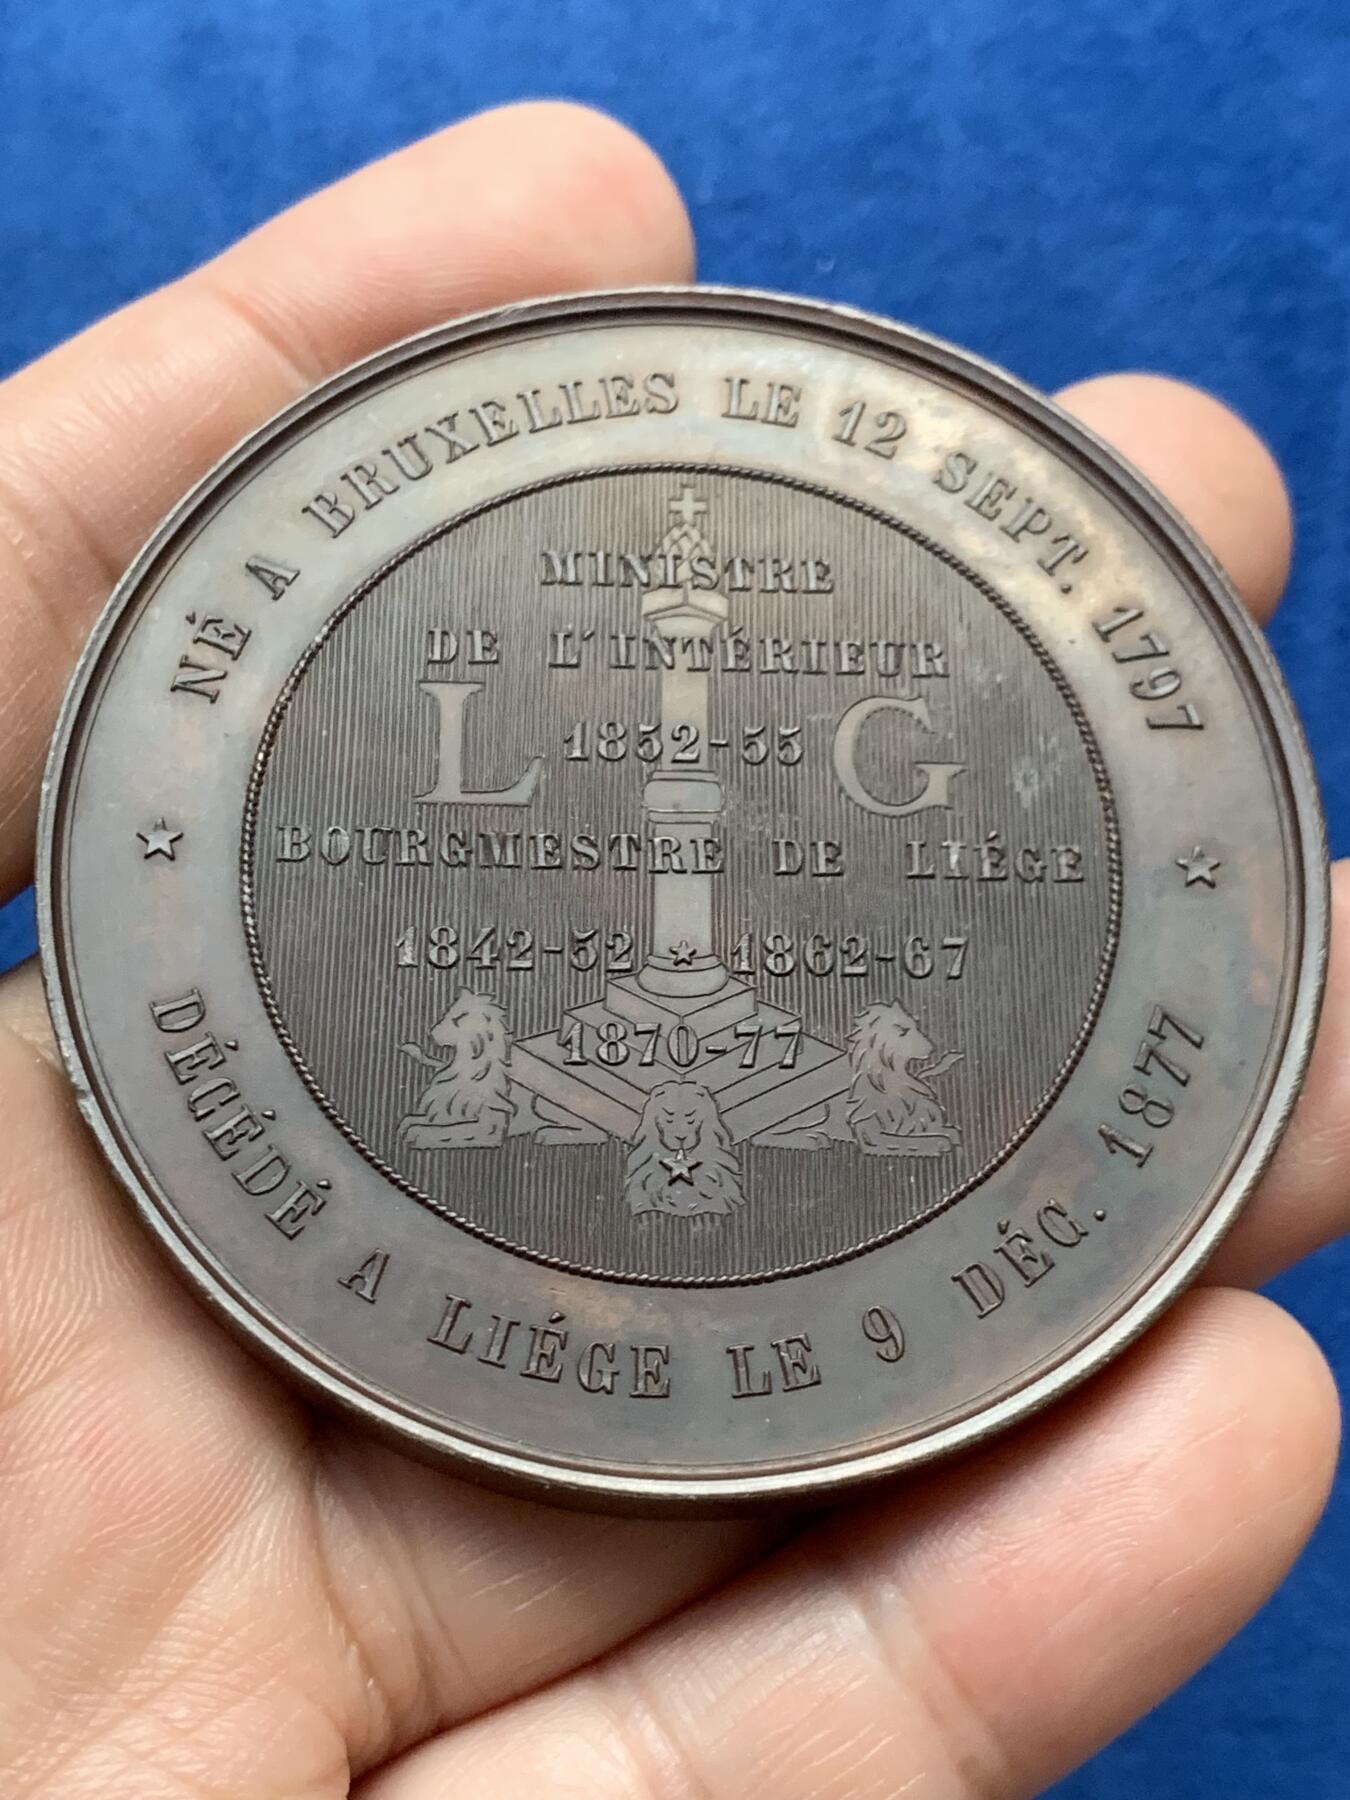 NÉ A BRUXELLES LE 12 SEPT. 1797
MINISTRE
DE L'INTÉRIEUR
L G
1852-55
BOURGMESTRE DE LIÉGE
1842-52 1862-67
1870-77
DÉCÉDÉ A LIÉGE LE 9 DÉC. 1877